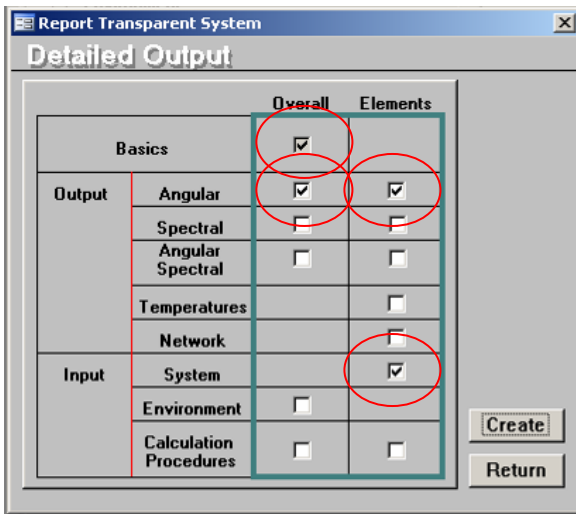 Report Transparent System
Detailed Output
Overall Elements
Basics
Output Angular
Spectral
Angular
Spectral
Temperatures
Network
Input System
Environment
Calculation
Procedures
Create
Return